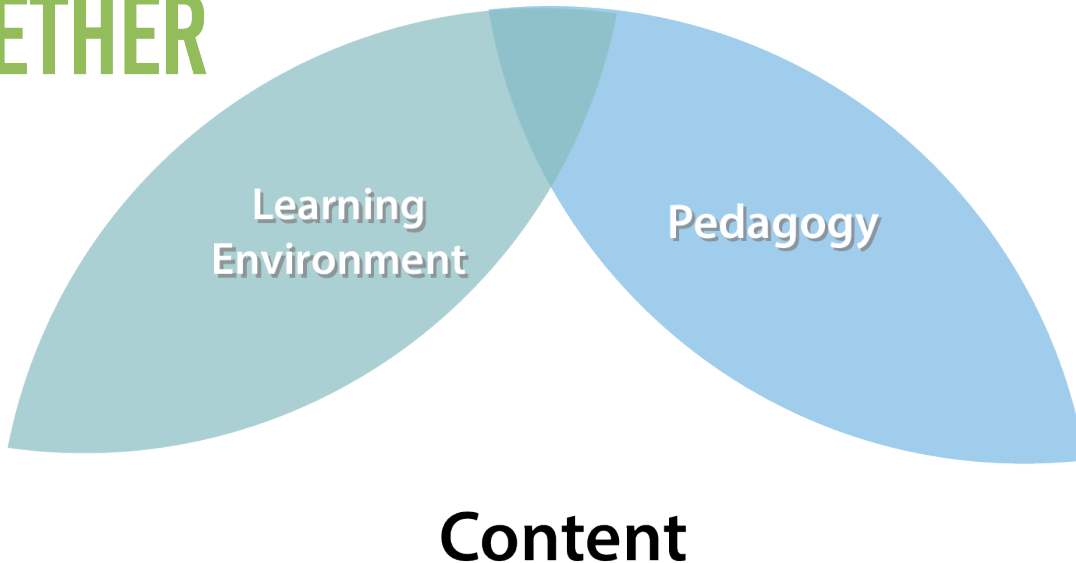 ETHER
Learning
Environment
Pedagogy
Content